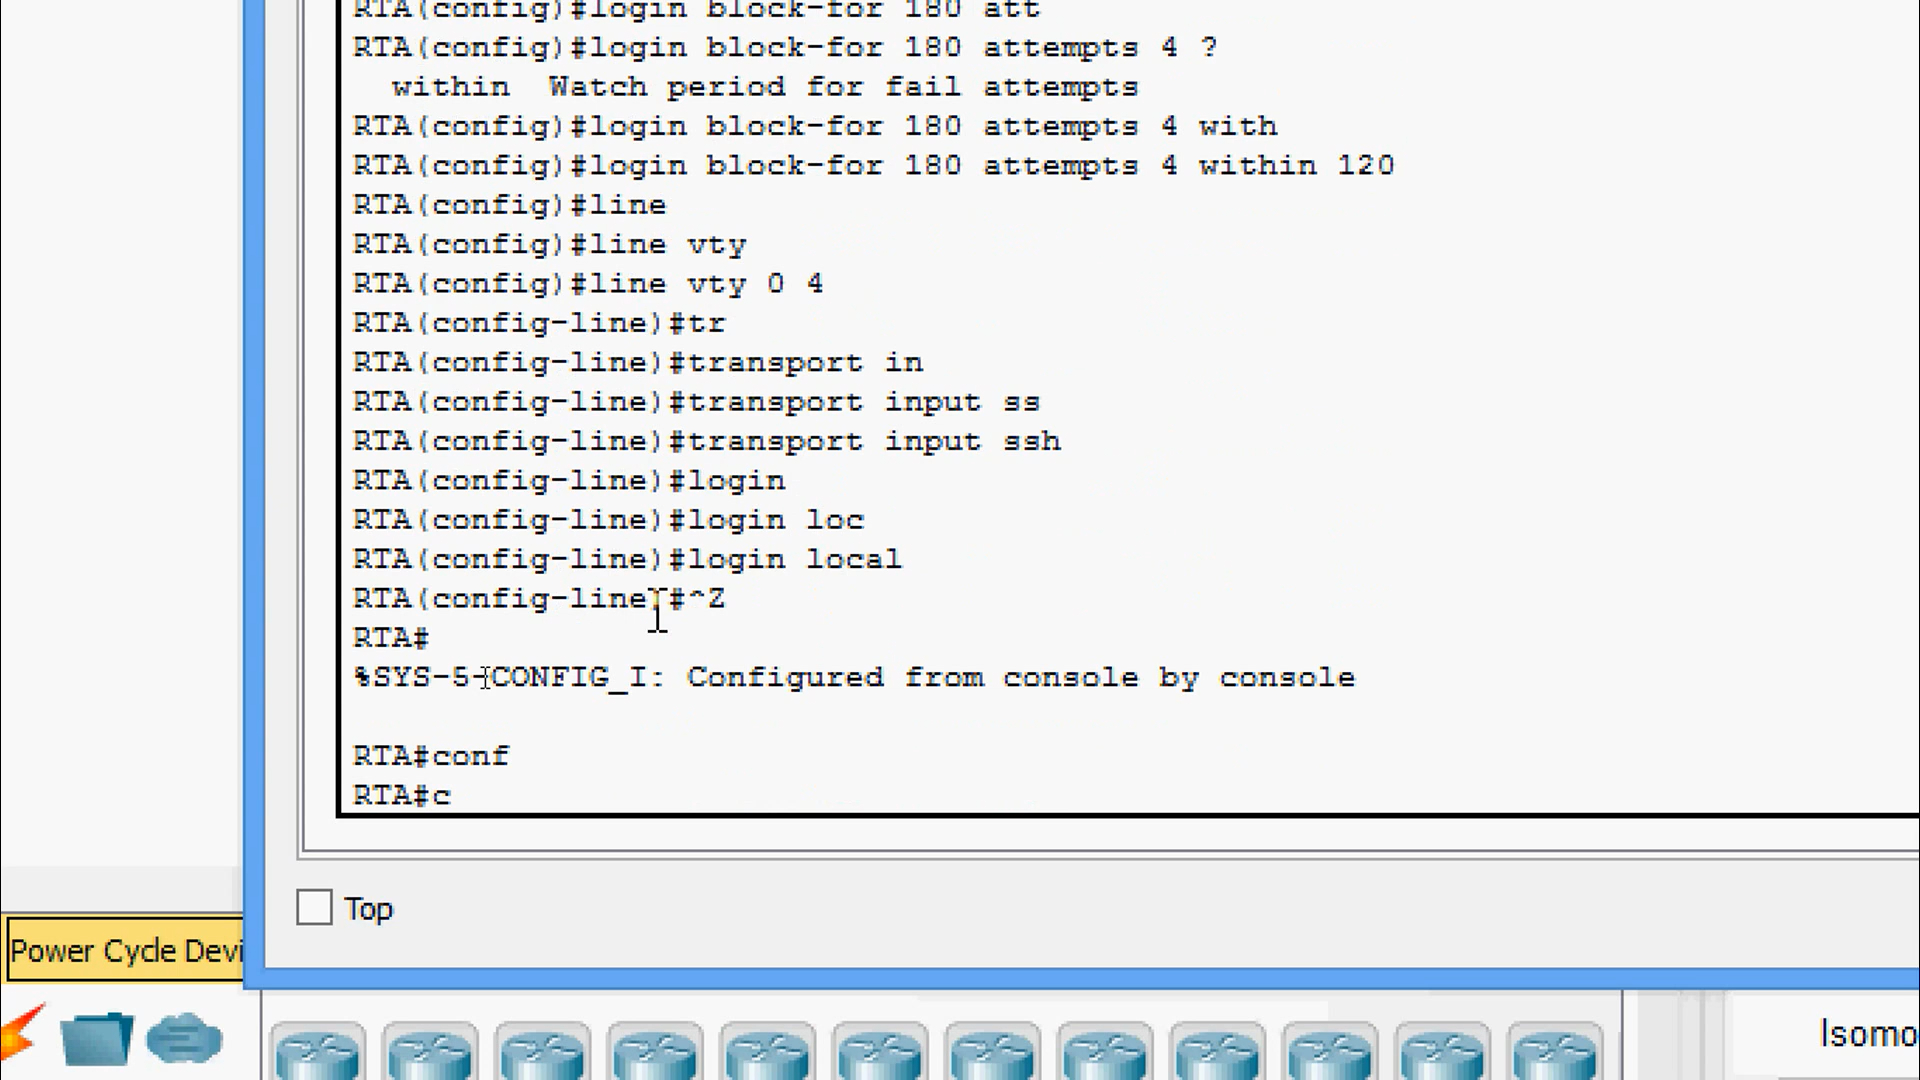 RTA(config)#login block-for 180 att
RTA(config)#login block-for 180 attempts 4 ?
within Watch period for fail attempts
RTA(config)#login block-for 180 attempts 4 with
RTA(config)#login block-for 180 attempts 4 within 120
RTA(config)#line
RTA(config)#line vty
RTA(config)#line vty 0 4
RTA(config-line)#tr
RTA(config-line)#transport in
RTA(config-line)#transport input ss
RTA(config-line)#transport input ssh
RTA(config-line)#login
RTA(config-line)#login loc
RTA(config-line)#login local
RTA(config-line)#^Z
RTA#
%SYS-5-CONFIG_I: Configured from console by console
RTA#conf
RTA#c
Top
Power Cycle Devi
Isomo